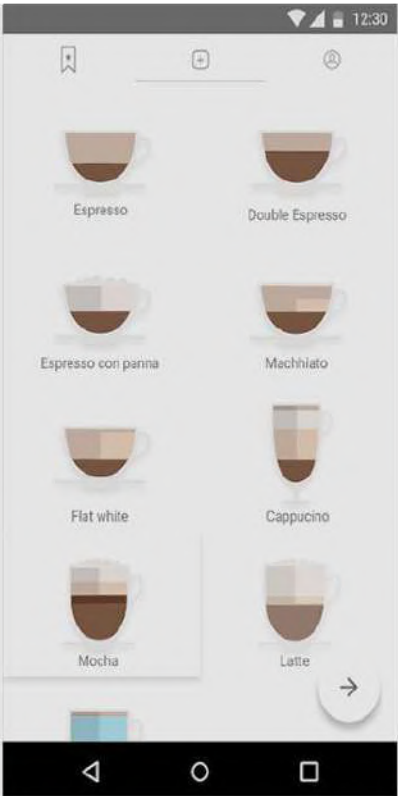 12:30
Espresso
Double Espresso
Espresso con panna
Machhiato
Flat white
Cappucino
Mocha
Latte